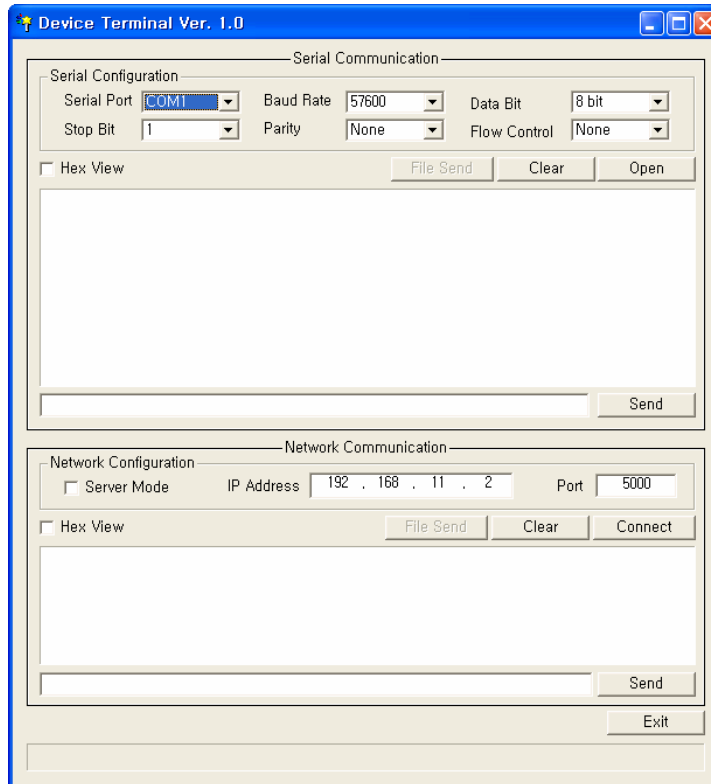 Device Terminal Ver. 1.0
Serial Communication
Serial Configuration
Serial Port COM1 Baud Rate 57600 Data Bit 8 bit
Stop Bit 1 Parity None Flow Control None
Hex View File Send Clear Open
Send
Network Communication
Network Configuration
Server Mode IP Address 192 . 168 . 11 . 2 Port 5000
Hex View File Send Clear Connect
Send
Exit